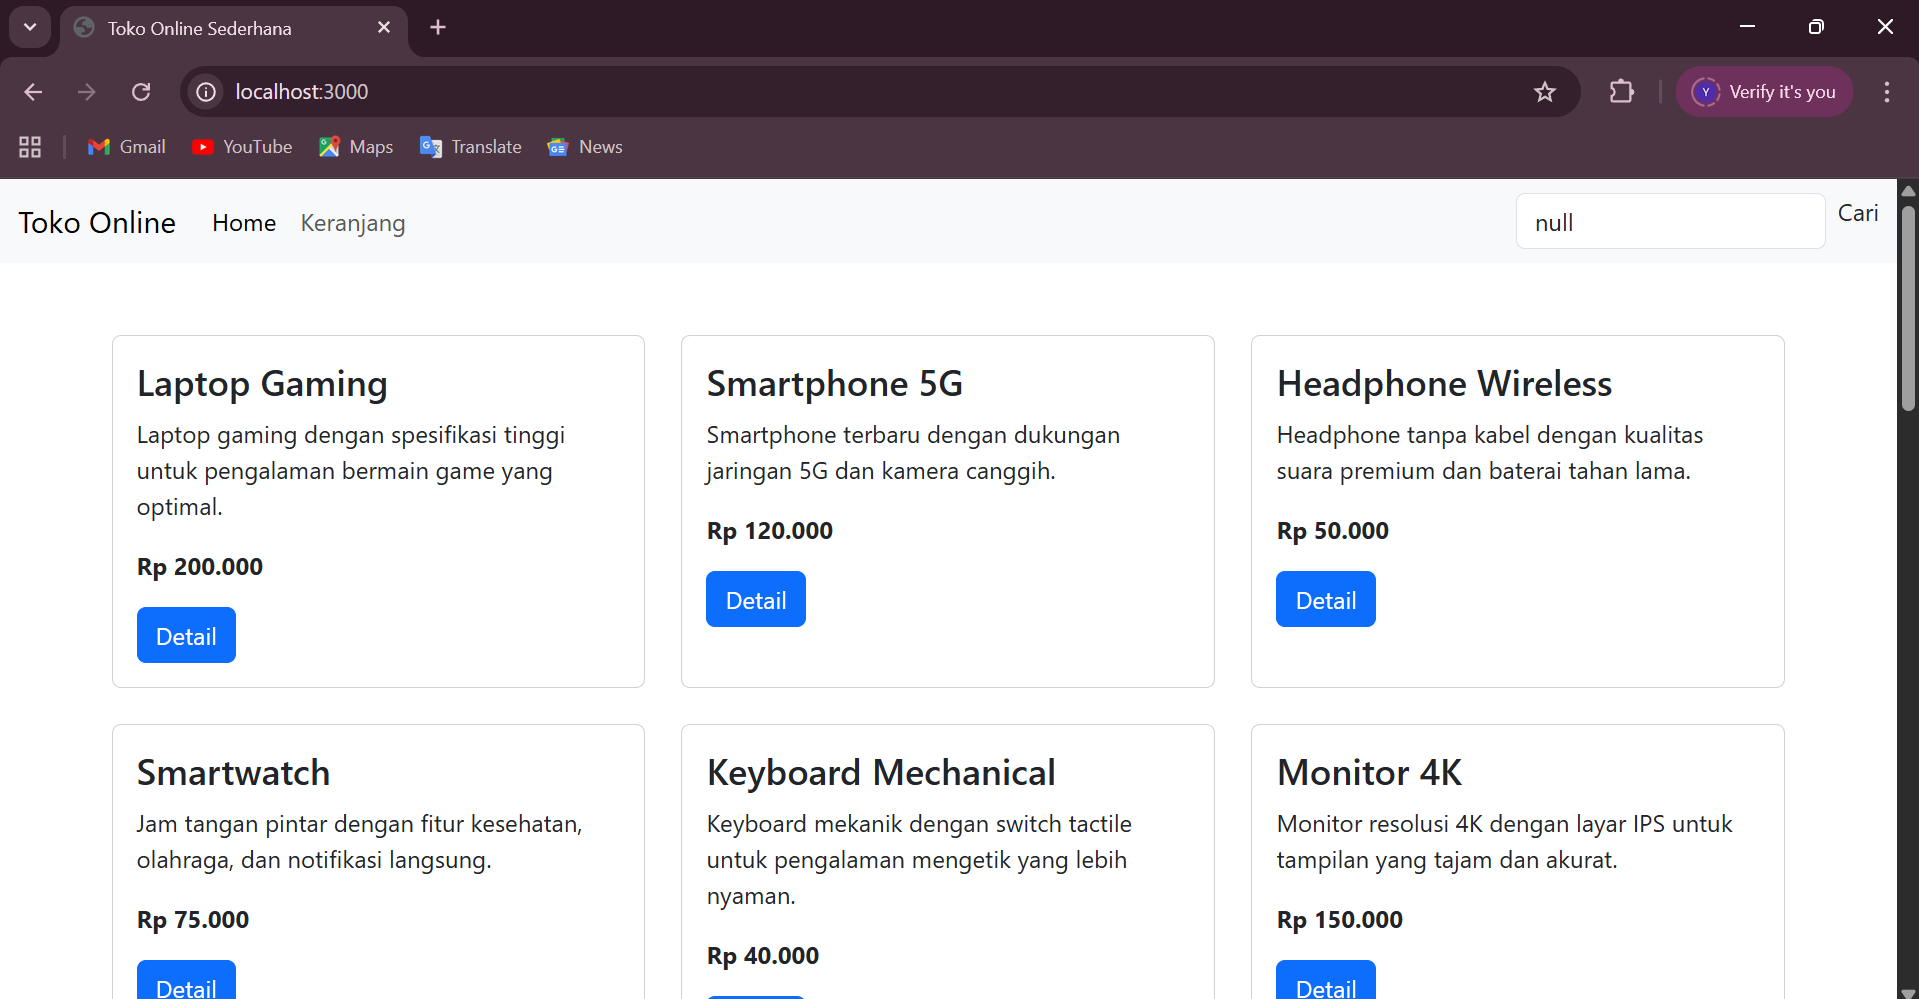 Toko Online Sederhana
localhost:3000
Y Verify it's you
Gmail YouTube Maps Translate News
Toko Online Home Keranjang null Cari
Laptop Gaming
Laptop gaming dengan spesifikasi tinggi
untuk pengalaman bermain game yang
optimal.
Rp 200.000
Detail
Smartphone 5G
Smartphone terbaru dengan dukungan
jaringan 5G dan kamera canggih.
Rp 120.000
Detail
Headphone Wireless
Headphone tanpa kabel dengan kualitas
suara premium dan baterai tahan lama.
Rp 50.000
Detail
Smartwatch
Jam tangan pintar dengan fitur kesehatan,
olahraga, dan notifikasi langsung.
Rp 75.000
Detail
Keyboard Mechanical
Keyboard mekanik dengan switch tactile
untuk pengalaman mengetik yang lebih
nyaman.
Rp 40.000
Monitor 4K
Monitor resolusi 4K dengan layar IPS untuk
tampilan yang tajam dan akurat.
Rp 150.000
Detail